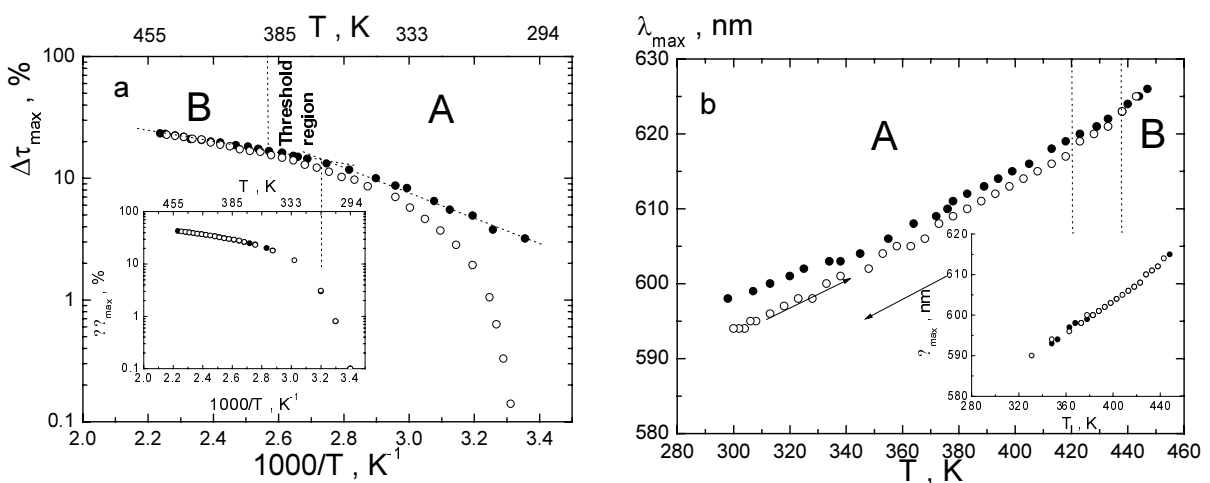 T , K
455 385 333 294
100
10
1
0.1
Δτmax , %
a
B
A
Threshold
region
T , K
455 385 333 294
100
10
1
0.1
??max , %
2.0 2.2 2.4 2.6 2.8 3.0 3.2 3.4
1000/T , K-1
2.0 2.2 2.4 2.6 2.8 3.0 3.2 3.4
1000/T , K-1
λmax , nm
630
620
610
600
590
580
b
A
B
620
610
600
590
580
?max , nm
280 320 360 400 440
T , K
280 300 320 340 360 380 400 420 440 460
T , K